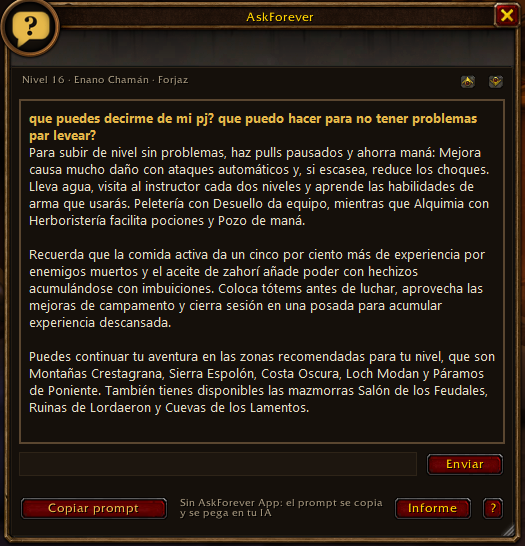 AskForever
Nivel 16 · Enano Chamán · Forjaz
que puedes decirme de mi pj? que puedo hacer para no tener problemas
par levear?
Para subir de nivel sin problemas, haz pulls pausados y ahorra maná: Mejora
causa mucho daño con ataques automáticos y, si escasea, reduce los choques.
Lleva agua, visita al instructor cada dos niveles y aprende las habilidades de
arma que usarás. Peletería con Desuello da equipo, mientras que Alquimia con
Herboristería facilita pociones y Pozo de maná.
Recuerda que la comida activa da un cinco por ciento más de experiencia por
enemigos muertos y el aceite de zahorí añade poder con hechizos
acumulándose con imbuiciones. Coloca tótems antes de luchar, aprovecha las
mejoras de campamento y cierra sesión en una posada para acumular
experiencia descansada.
Puedes continuar tu aventura en las zonas recomendadas para tu nivel, que son
Montañas Crestagrana, Sierra Espolón, Costa Oscura, Loch Modan y Páramos
de Poniente. También tienes disponibles las mazmorras Salón de los Feudales,
Ruinas de Lordaeron y Cuevas de los Lamentos.
Enviar
Copiar prompt
Sin AskForever App: el prompt se copia
y se pega en tu IA
Informe
?